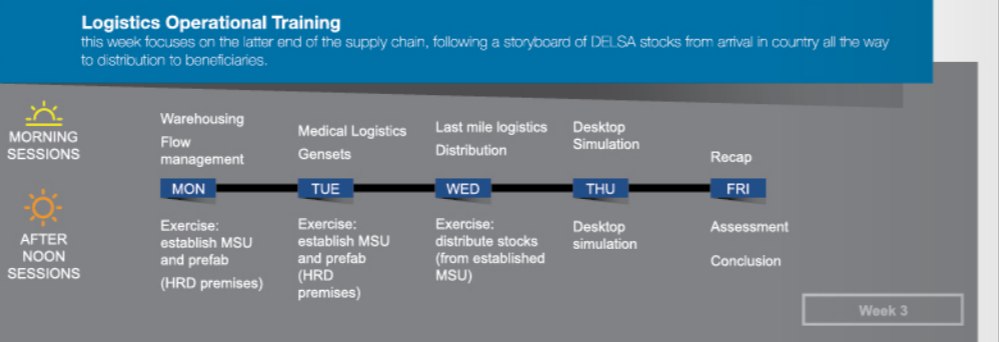 Logistics Operational Training
this week focuses on the latter end of the supply chain, following a storyboard of DELSA stocks from arrival in country all the way
to distribution to beneficiaries.
MORNING
SESSIONS
Warehousing
Flow
management
Medical Logistics
Gensets
Last mile logistics
Distribution
Desktop
Simulation
Recap
MON
TUE
WED
THU
FRI
AFTER
NOON
SESSIONS
Exercise:
establish MSU
and prefab
(HRD premises)
Exercise:
establish MSU
and prefab
(HRD
premises)
Exercise:
distribute stocks
(from established
MSU)
Desktop
simulation
Assessment
Conclusion
Week 3